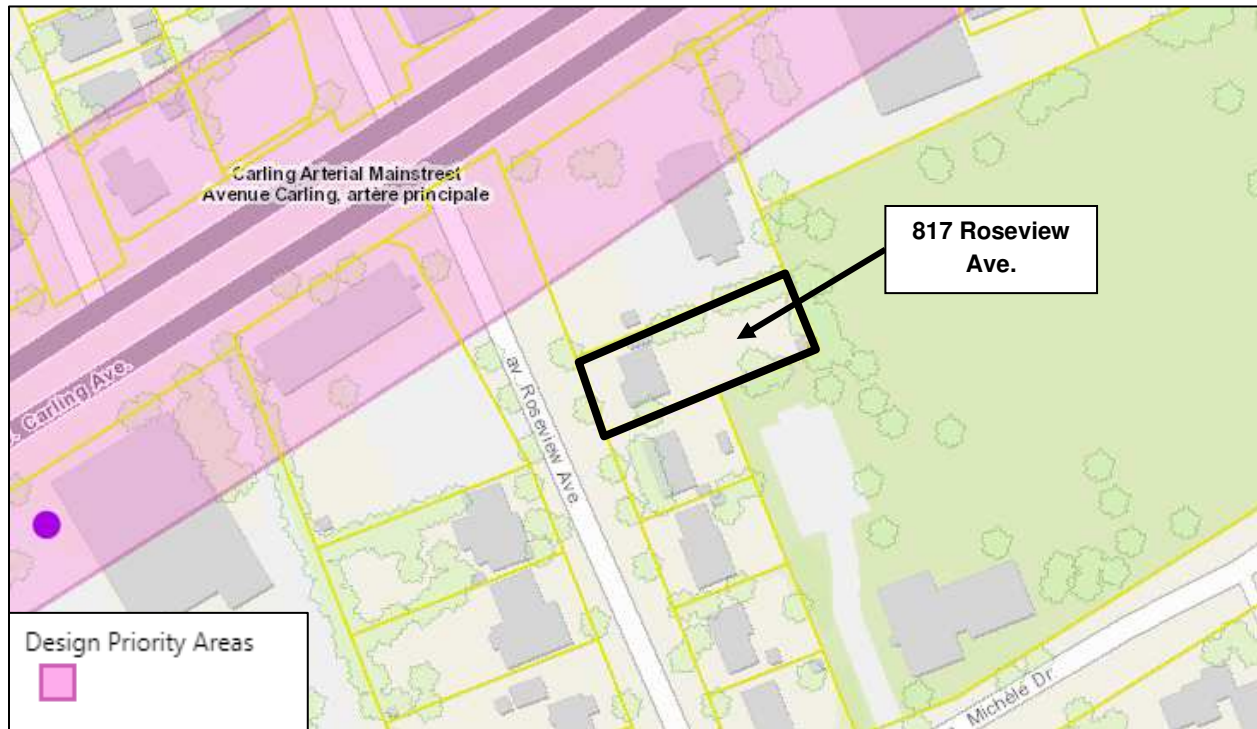 Carling Arterial Mainstreet
Avenue Carling, artère principale
817 Roseview
Ave.
Carling Ave.
av Roseview Ave
Michèle Dr
Design Priority Areas